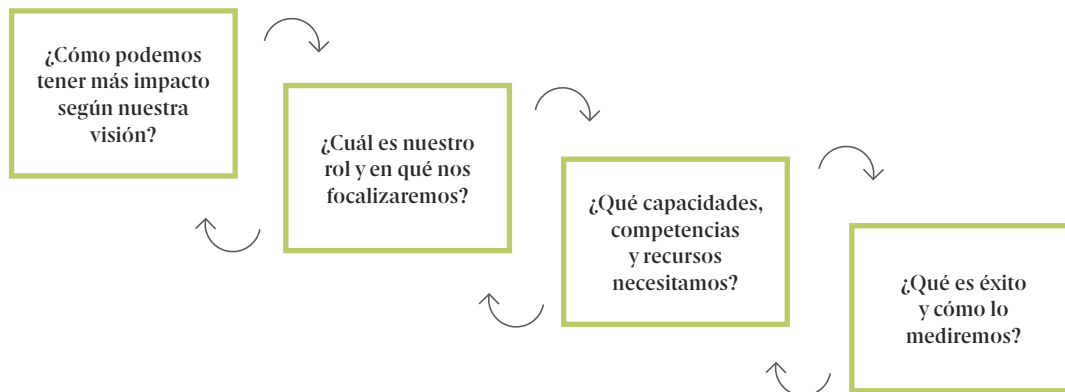 ¿Cómo podemos
tener más impacto
según nuestra
visión?
¿Cuál es nuestro
rol y en qué nos
focalizaremos?
¿Qué capacidades,
competencias
y recursos
necesitamos?
¿Qué es éxito
y cómo lo
mediremos?